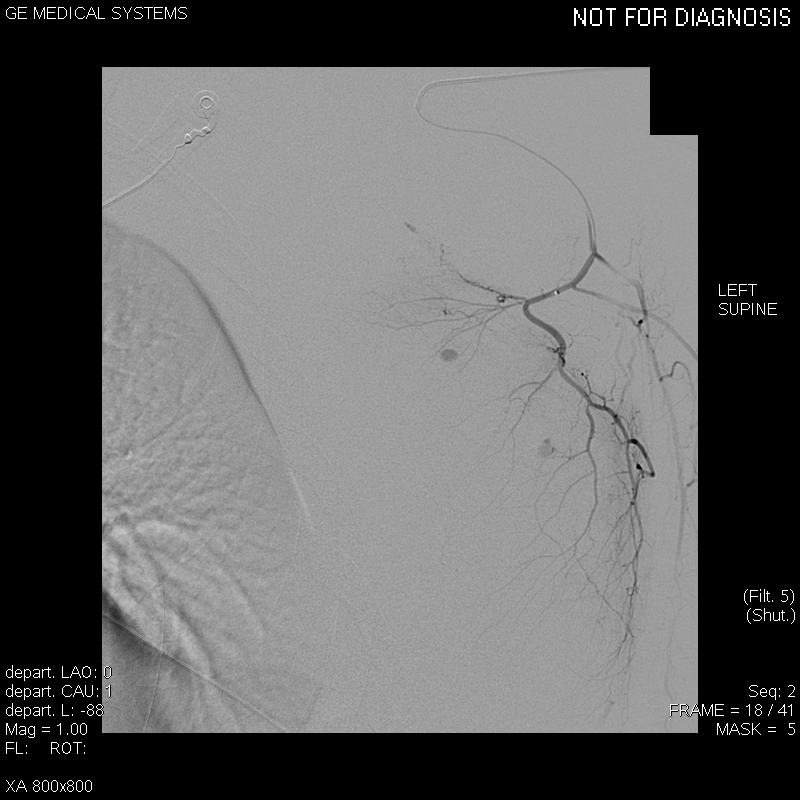 GE MEDICAL SYSTEMS
NOT FOR DIAGNOSIS
LEFT
SUPINE
(Filt. 5)
(Shut.)
depart. LAO: 0
depart. CAU: 1
depart. L: -88
Mag = 1.00
FL: ROT:
Seq: 2
FRAME = 18 / 41
MASK = 5
XA 800x800